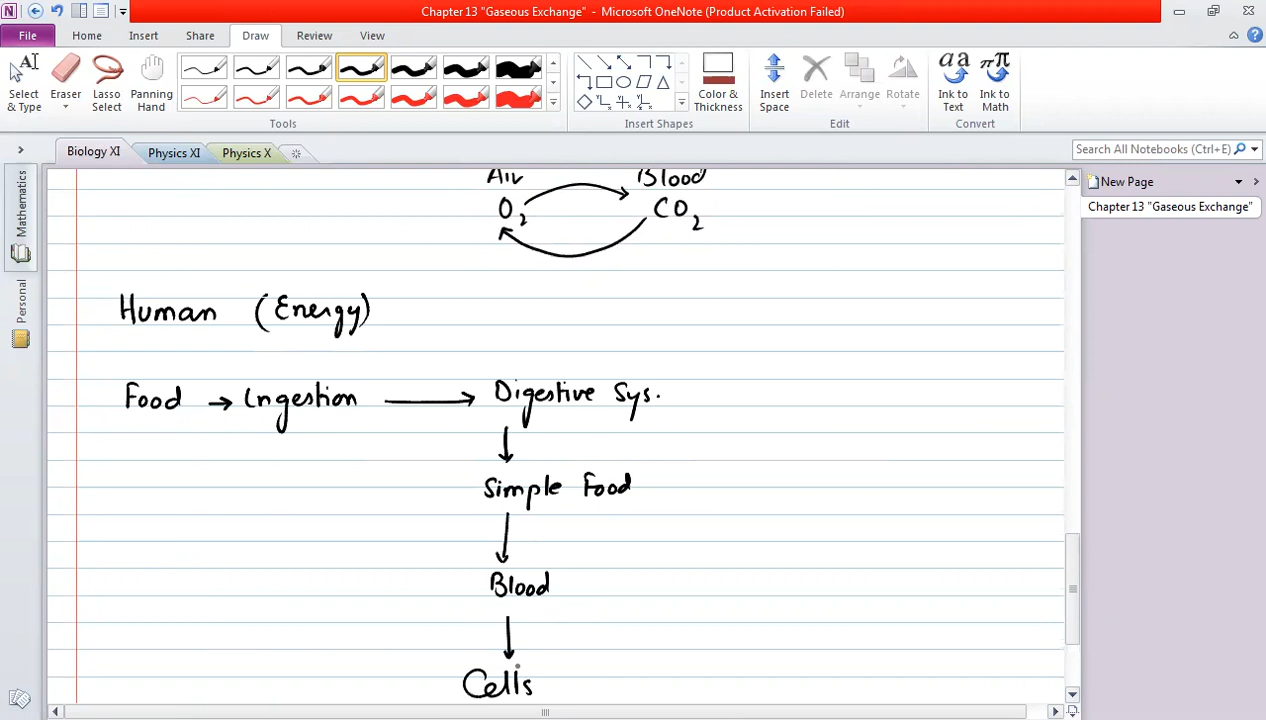 Chapter 13 "Gaseous Exchange" - Microsoft OneNote (Product Activation Failed)
File Home Insert Share Draw Review View
Select & Type
Eraser
Lasso Select
Panning Hand
Color & Thickness
Insert Space
Delete
Arrange
Rotate
Ink to Text
Ink to Math
Tools
Insert Shapes
Edit
Convert
Biology XI Physics XI Physics X
Search All Notebooks (Ctrl+E)
Mathematics
Personal
New Page
Chapter 13 "Gaseous Exchange"
Air Blood
O2 CO2
Human (Energy)
Food → Ingestion → Digestive Sys.
↓
Simple Food
↓
Blood
↓
Cells